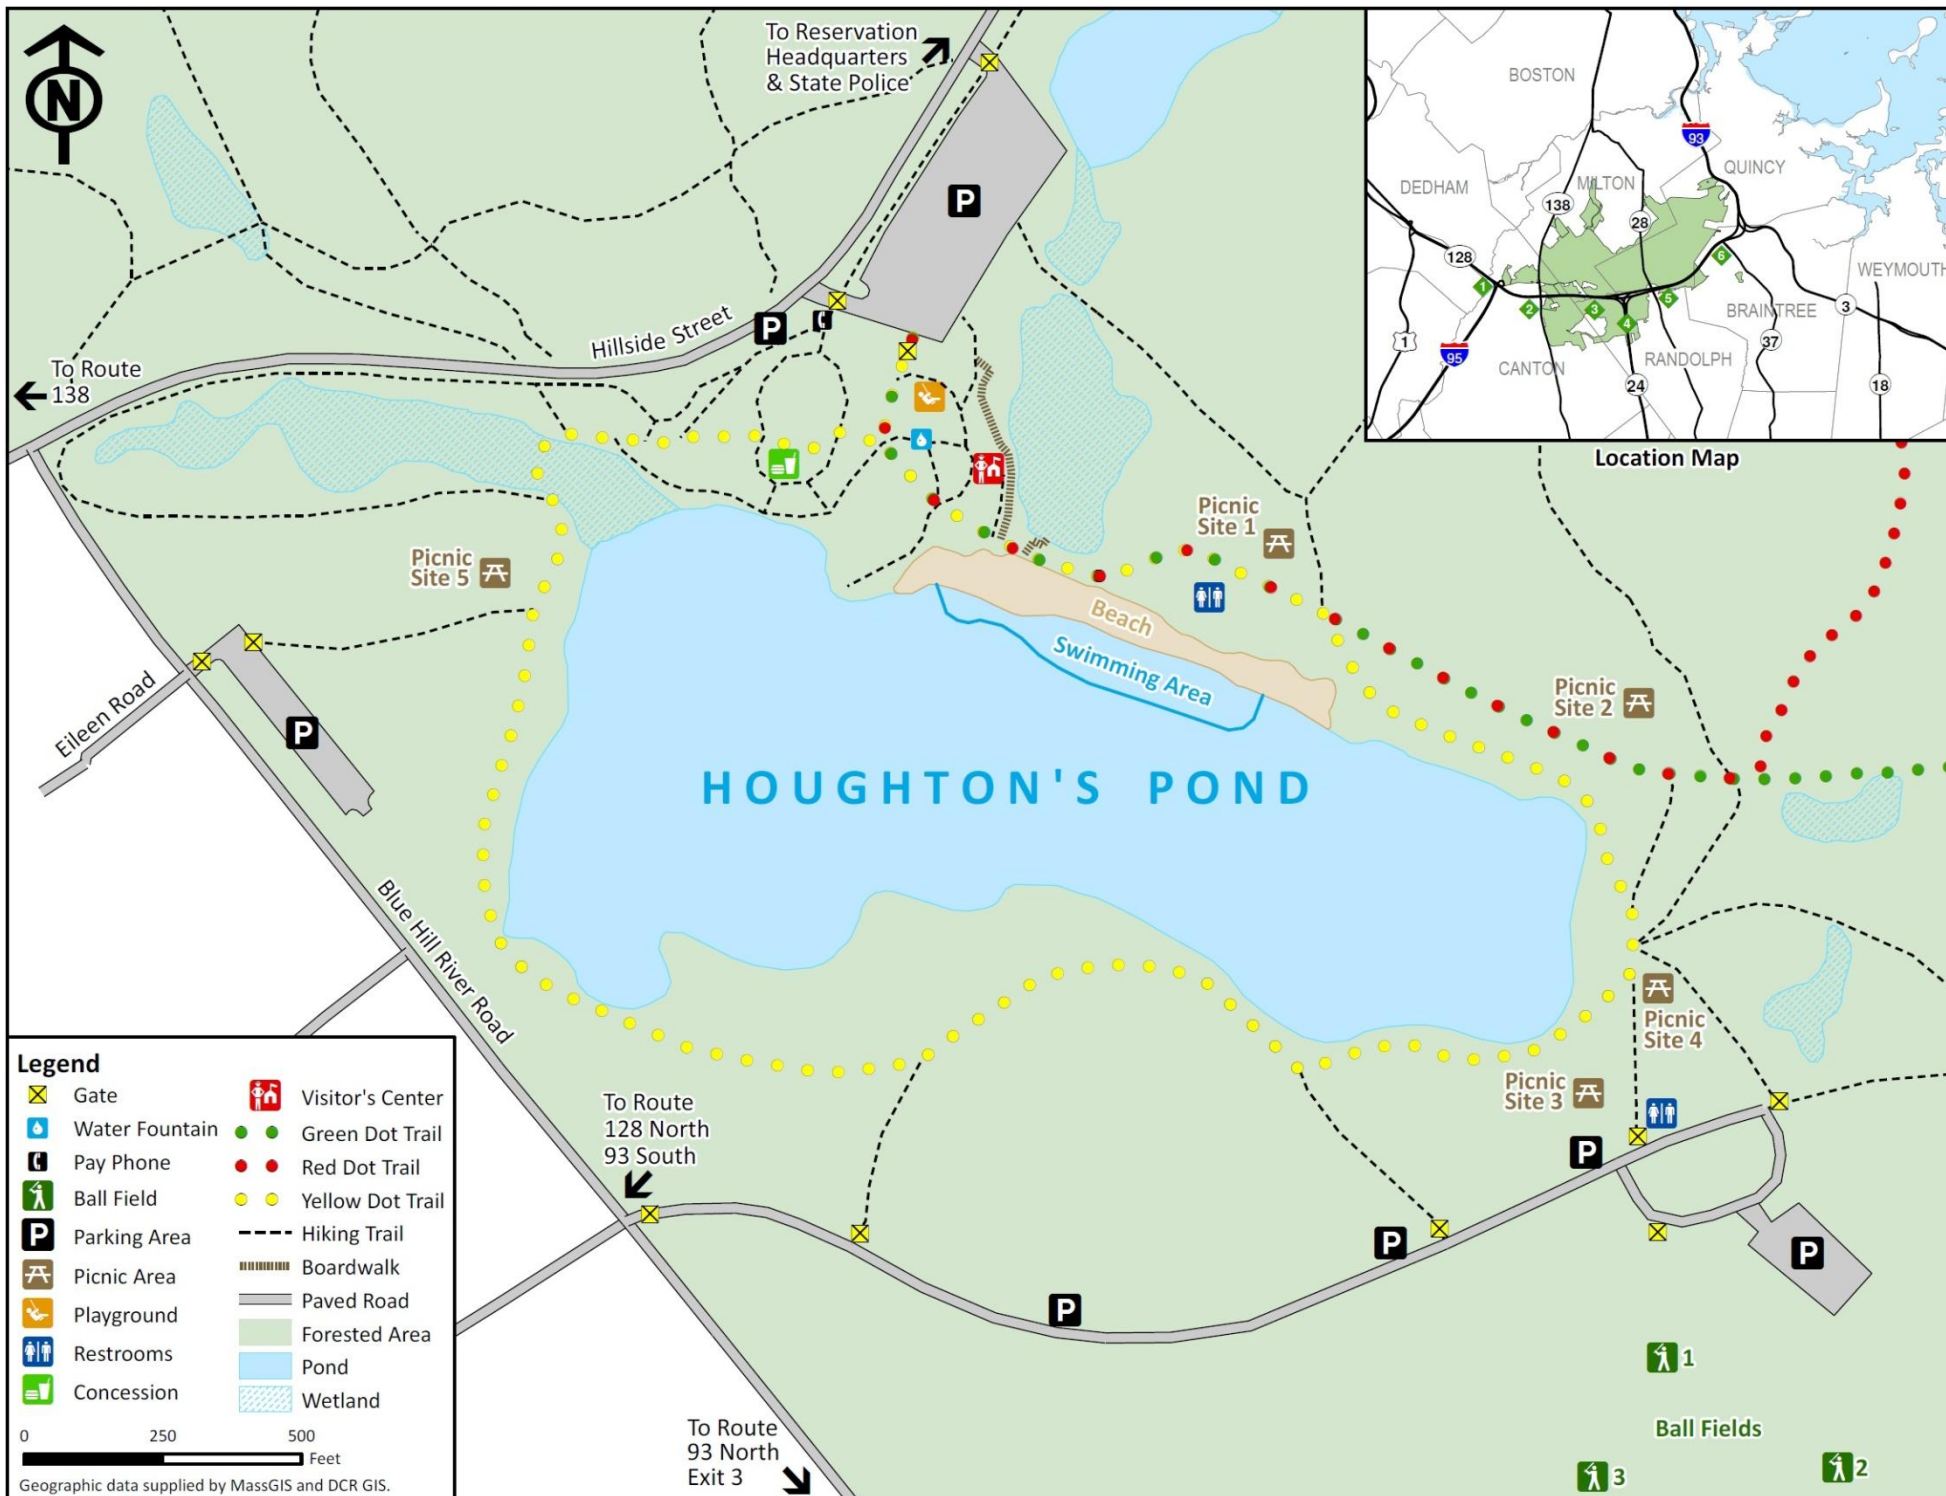 N
To Reservation
Headquarters
& State Police
P
P
Hillside Street
To Route
138
BOSTON
93
QUINCY
DEDHAM
MILTON
138
28
128
WEYMOUTH
1
2
3
4
5
6
BRAINTREE
3
1
95
37
CANTON
RANDOLPH
24
18
Location Map
Picnic
Site 1
Picnic
Site 5
Beach
Swimming Area
Picnic
Site 2
Eileen Road
P
HOUGHTON'S POND
Blue Hill River Road
Picnic
Site 4
Picnic
Site 3
To Route
128 North
93 South
P
P
P
P
1
Ball Fields
2
3
To Route
93 North
Exit 3
Legend
Gate
Water Fountain
Pay Phone
Ball Field
P Parking Area
Picnic Area
Playground
Restrooms
Concession
Visitor's Center
Green Dot Trail
Red Dot Trail
Yellow Dot Trail
Hiking Trail
Boardwalk
Paved Road
Forested Area
Pond
Wetland
0 250 500
Feet
Geographic data supplied by MassGIS and DCR GIS.